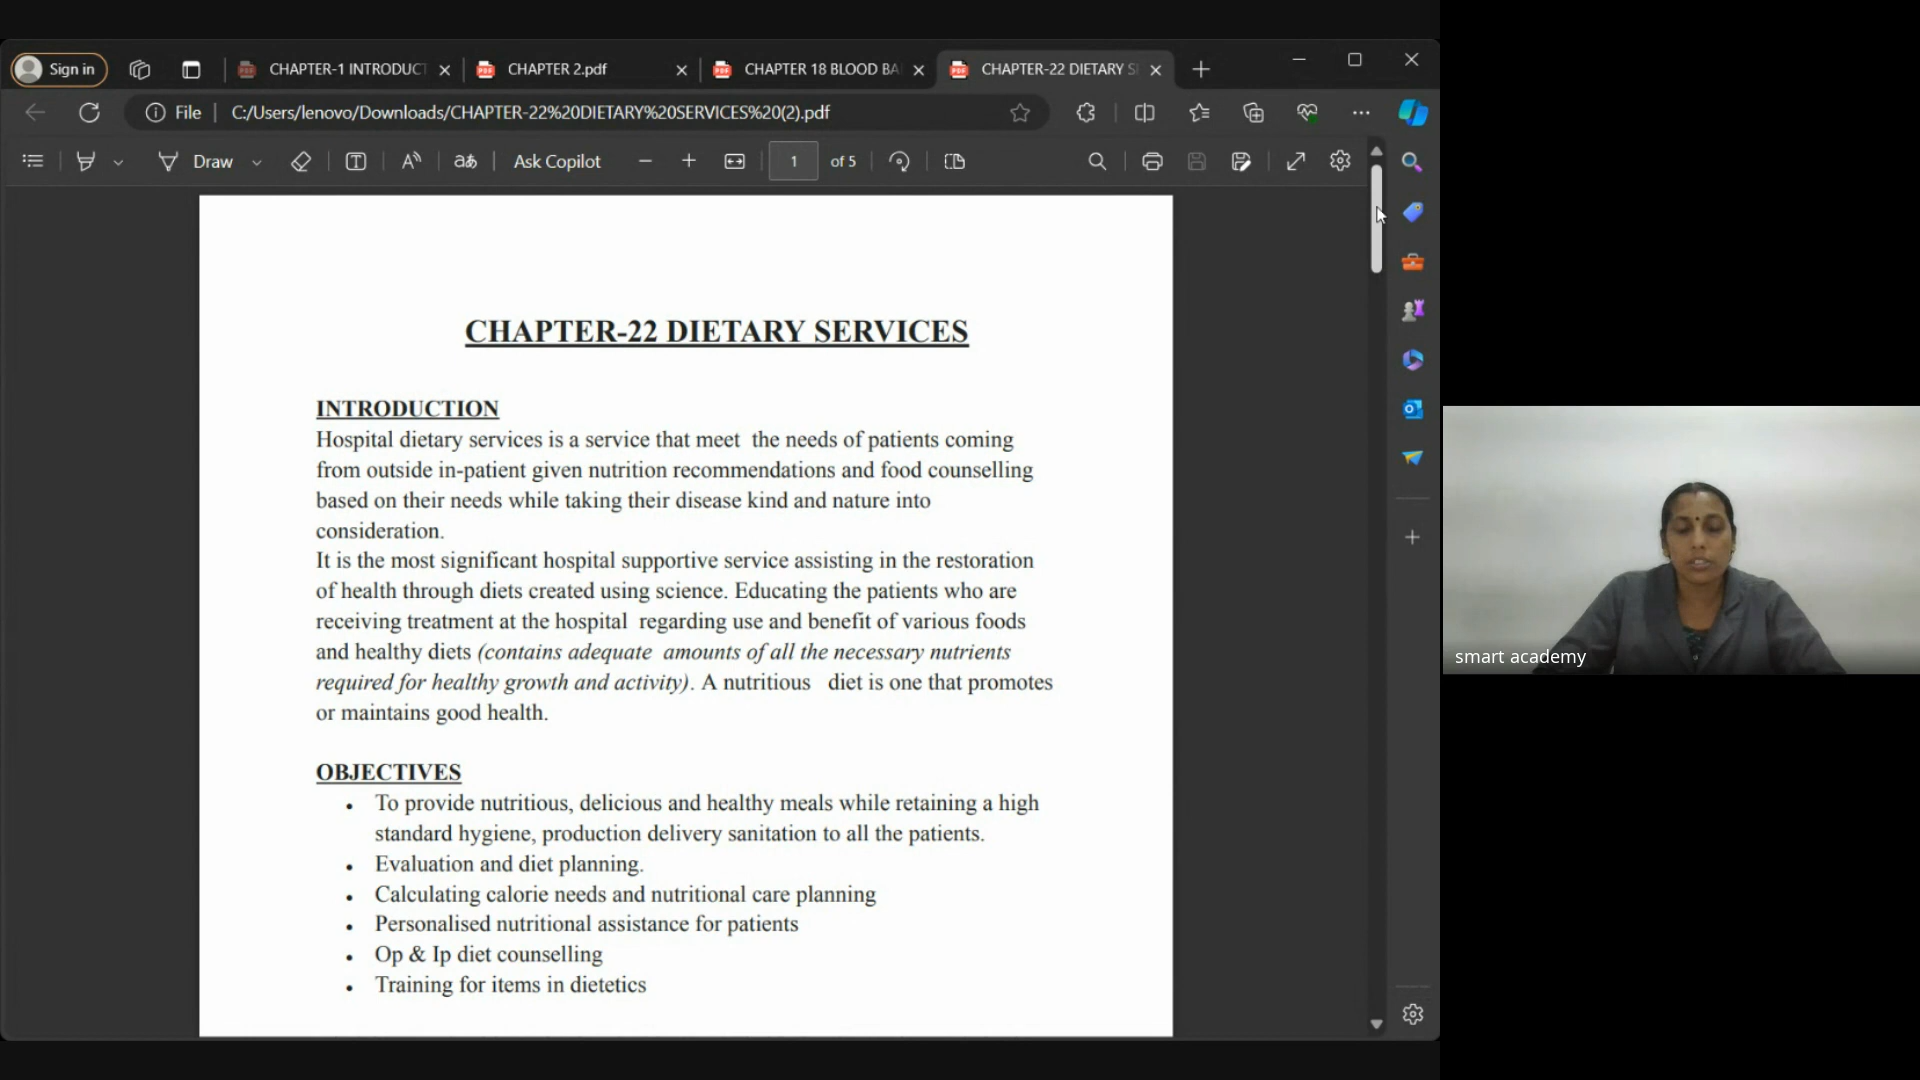 Sign in
CHAPTER-1 INTRODUCT
CHAPTER 2.pdf
CHAPTER 18 BLOOD BA
CHAPTER-22 DIETARY S
File
C:/Users/lenovo/Downloads/CHAPTER-22%20DIETARY%20SERVICES%20(2).pdf
Draw
aあ
Ask Copilot
1 of 5
CHAPTER-22 DIETARY SERVICES
INTRODUCTION
Hospital dietary services is a service that meet the needs of patients coming
from outside in-patient given nutrition recommendations and food counselling
based on their needs while taking their disease kind and nature into
consideration.
It is the most significant hospital supportive service assisting in the restoration
of health through diets created using science. Educating the patients who are
receiving treatment at the hospital regarding use and benefit of various foods
and healthy diets (contains adequate amounts of all the necessary nutrients
required for healthy growth and activity). A nutritious diet is one that promotes
or maintains good health.
OBJECTIVES
• To provide nutritious, delicious and healthy meals while retaining a high
standard hygiene, production delivery sanitation to all the patients.
• Evaluation and diet planning.
• Calculating calorie needs and nutritional care planning
• Personalised nutritional assistance for patients
• Op & Ip diet counselling
• Training for items in dietetics
smart academy